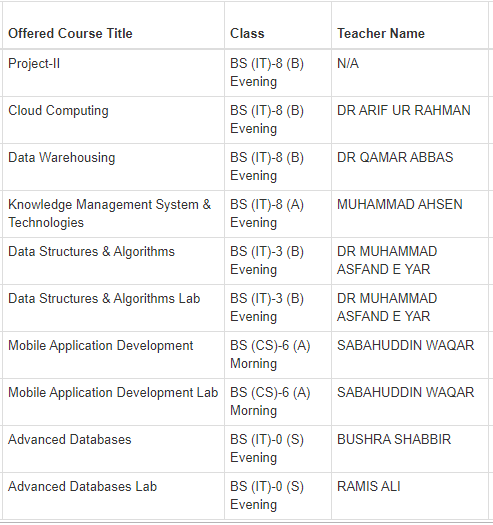 Offered Course Title Class Teacher Name
Project-II BS (IT)-8 (B) N/A
Evening
Cloud Computing BS (IT)-8 (B) DR ARIF UR RAHMAN
Evening
Data Warehousing BS (IT)-8 (B) DR QAMAR ABBAS
Evening
Knowledge Management System & BS (IT)-8 (A) MUHAMMAD AHSEN
Technologies Evening
Data Structures & Algorithms BS (IT)-3 (B) DR MUHAMMAD
Evening ASFAND E YAR
Data Structures & Algorithms Lab BS (IT)-3 (B) DR MUHAMMAD
Evening ASFAND E YAR
Mobile Application Development BS (CS)-6 (A) SABAHUDDIN WAQAR
Morning
Mobile Application Development Lab BS (CS)-6 (A) SABAHUDDIN WAQAR
Morning
Advanced Databases BS (IT)-0 (S) BUSHRA SHABBIR
Evening
Advanced Databases Lab BS (IT)-0 (S) RAMIS ALI
Evening